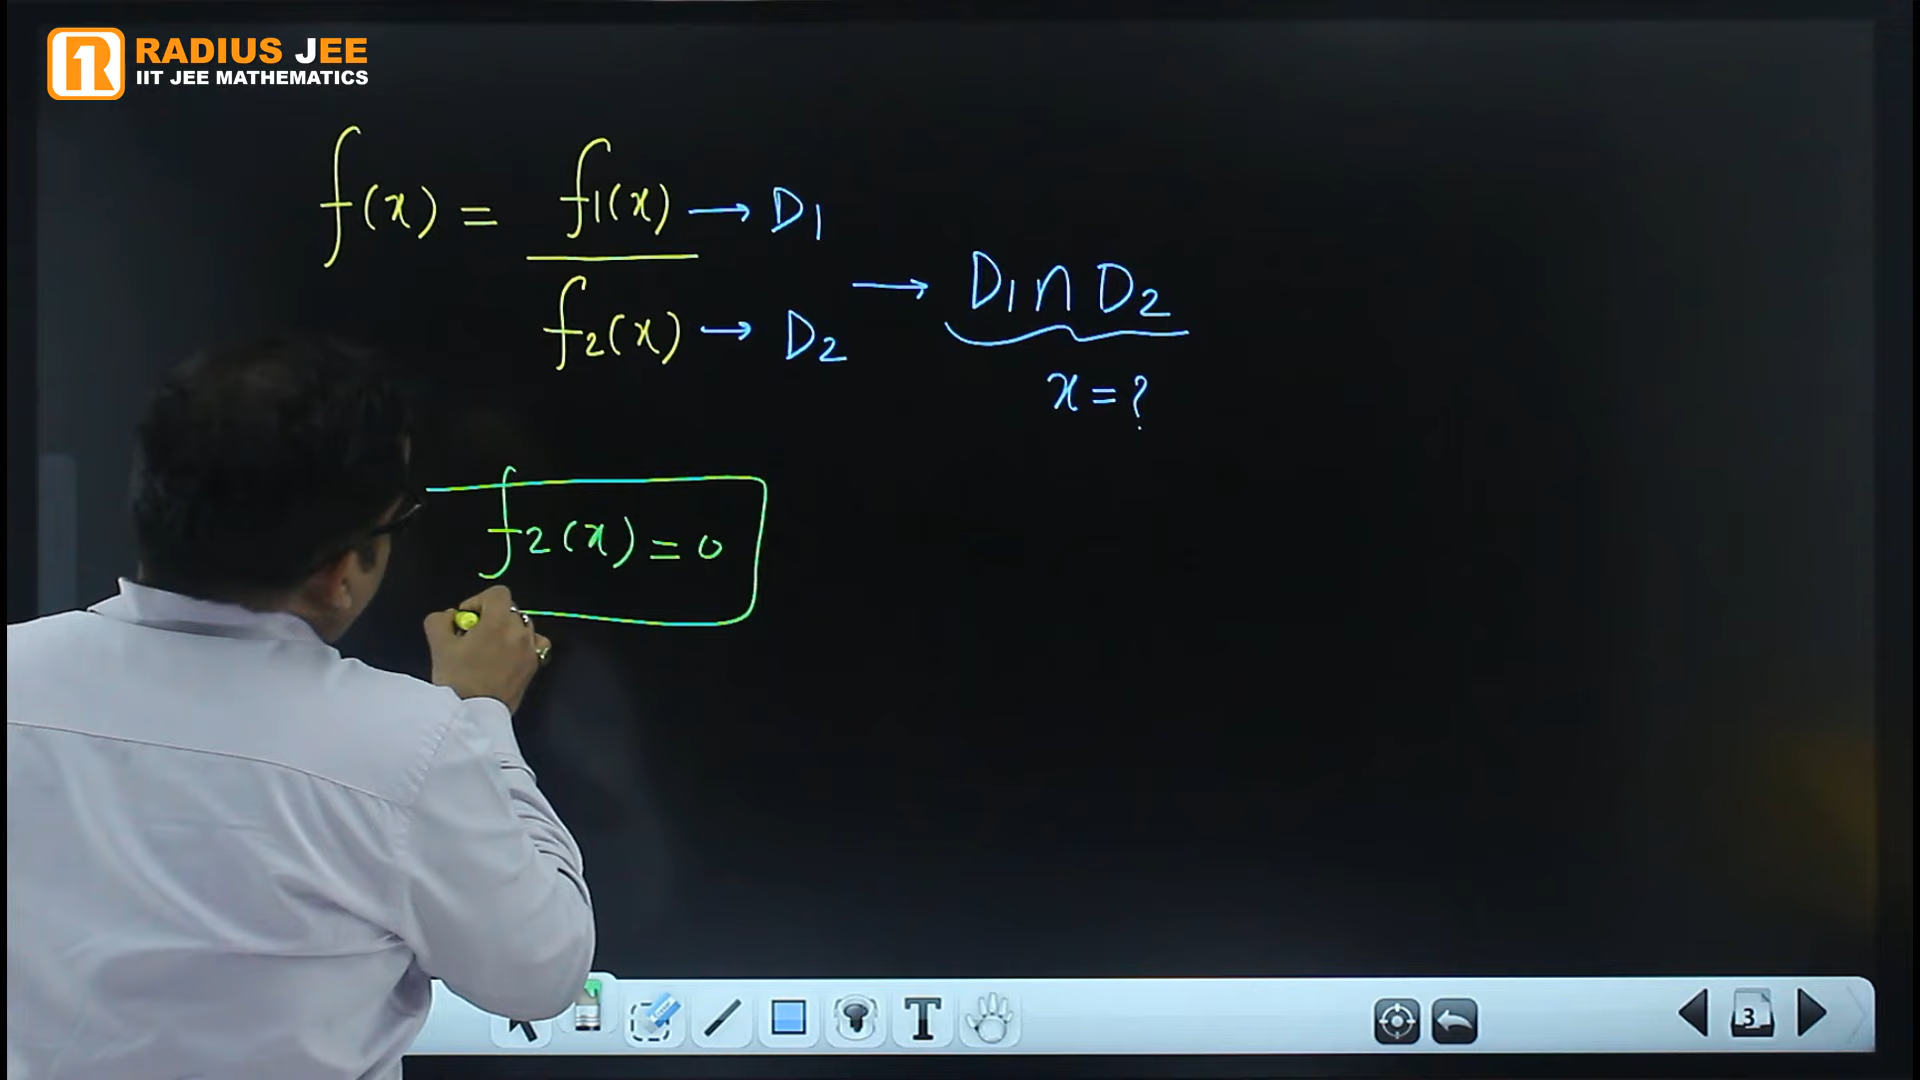 RADIUS JEE
IIT JEE MATHEMATICS
f(x) = f1(x) → D1
f2(x) → D2
→ D1 ∩ D2
x = ?
f2(x) = 0
T
3